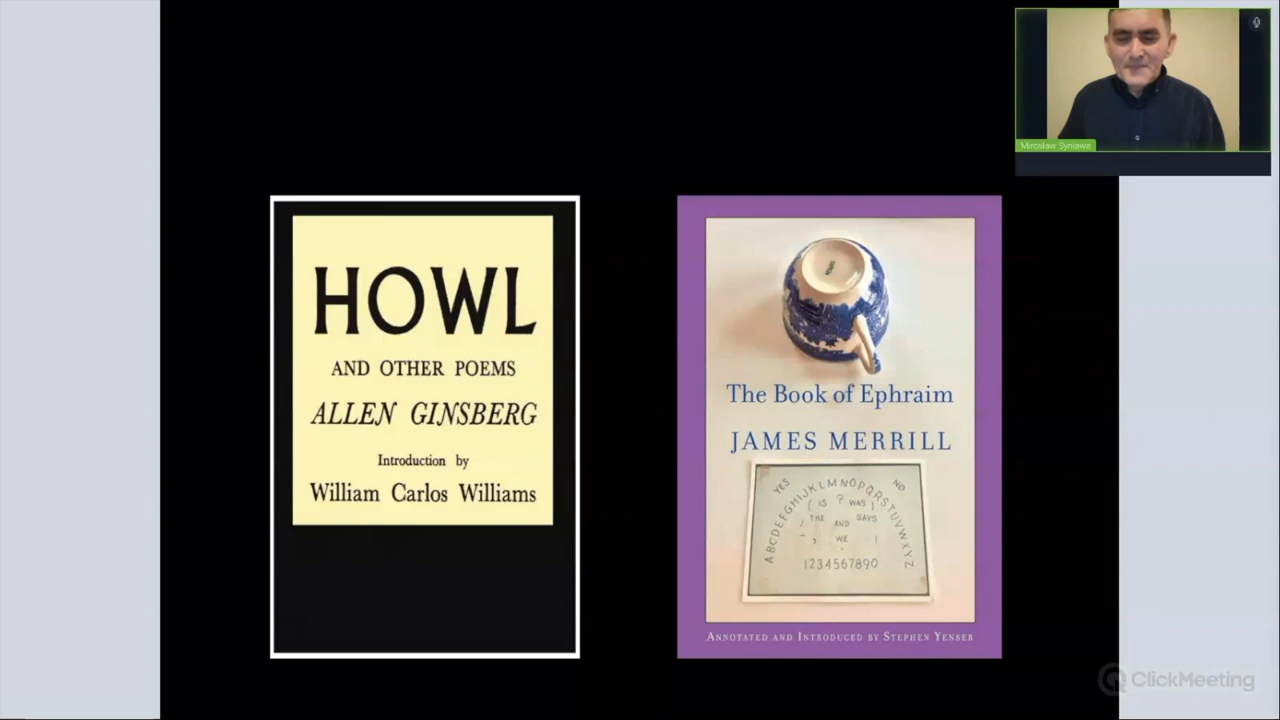 HOWL
AND OTHER POEMS
ALLEN GINSBERG
Introduction by
William Carlos Williams
The Book of Ephraim
JAMES MERRILL
YES
NO
ABCDEFGHIJKLMNOPQRSTUVWXYZ
( IS ? WAS )
THE AND SAYS
WE
1234567890
ANNOTATED AND INTRODUCED BY STEPHEN YENSER
Mirosław Syniawa
ClickMeeting